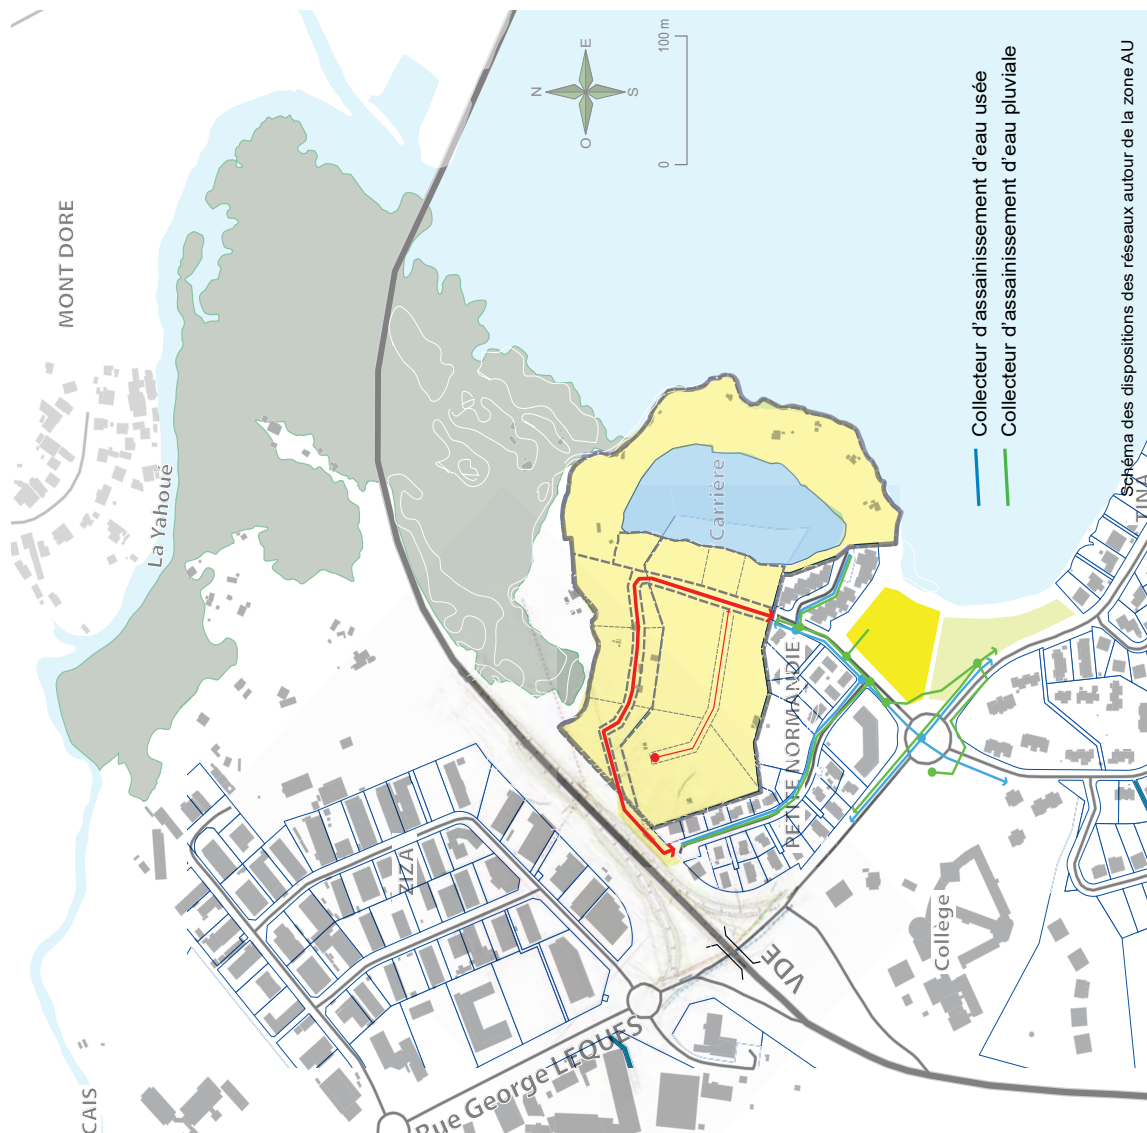 MONT DORE
La Yahoué
N
E
S
O
0
100 m
Collecteur d'assainissement d'eau usée
Collecteur d'assainissement d'eau pluviale
Schéma des dispositions des réseaux autour de la zone AU
Carrière
PETITE NORMANDIE
TINA
ZIZA
VDE
Collège
Rue George LEQUES
CAIS